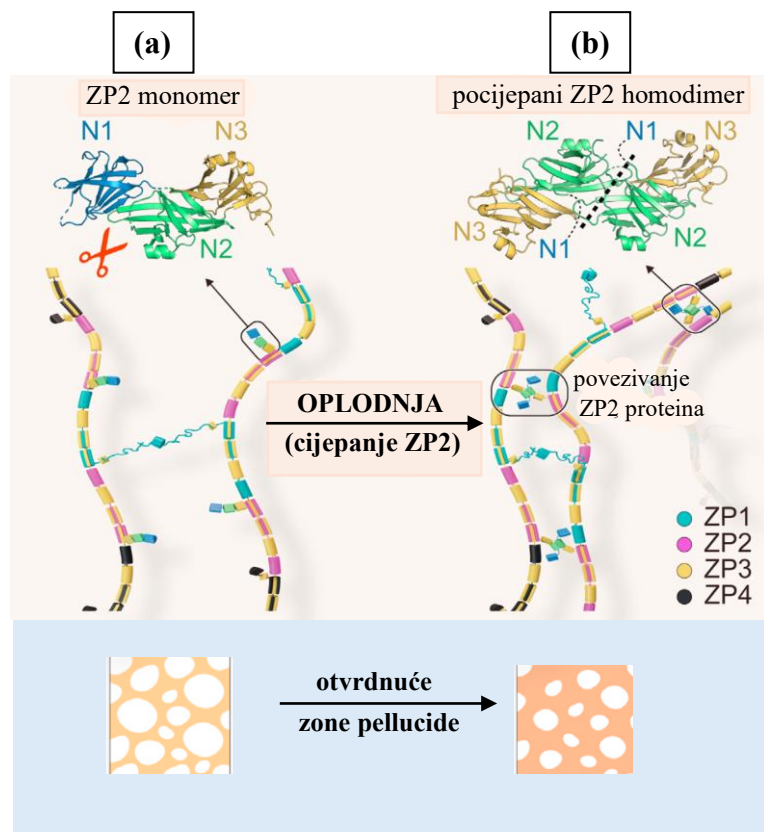 (a)
(b)
ZP2 monomer
pocijepani ZP2 homodimer
N1
N3
N2
N2
N1
N3
N3
N1
N2
OPLODNJA
(cijepanje ZP2)
povezivanje
ZP2 proteina
ZP1
ZP2
ZP3
ZP4
otvrdnuće
zone pellucide